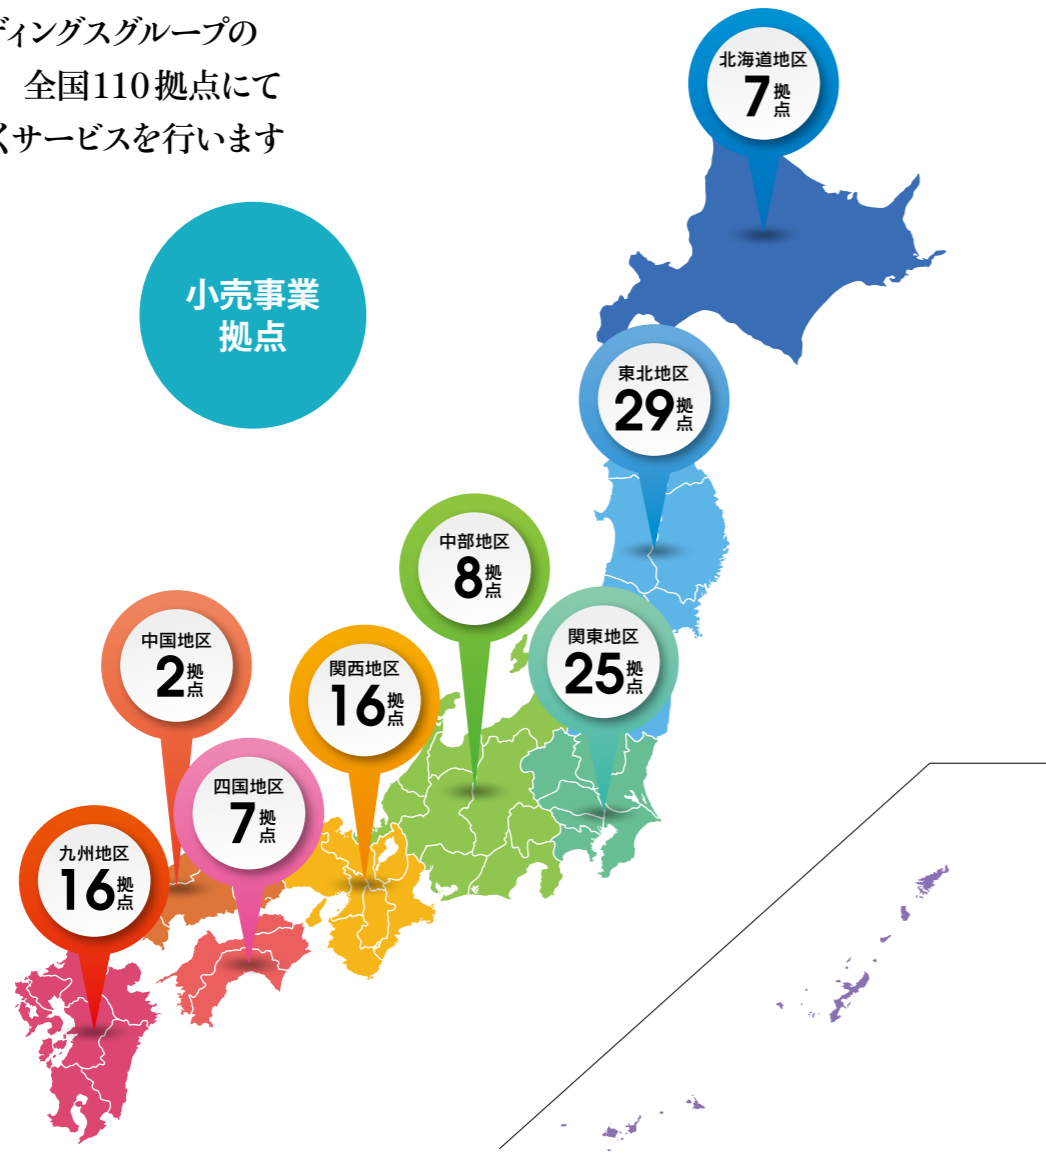 ディングスグループの
全国110拠点にて
くサービスを行います
小売事業
拠点
北海道地区
7拠点
東北地区
29拠点
中部地区
8拠点
関東地区
25拠点
中国地区
2拠点
関西地区
16拠点
四国地区
7拠点
九州地区
16拠点